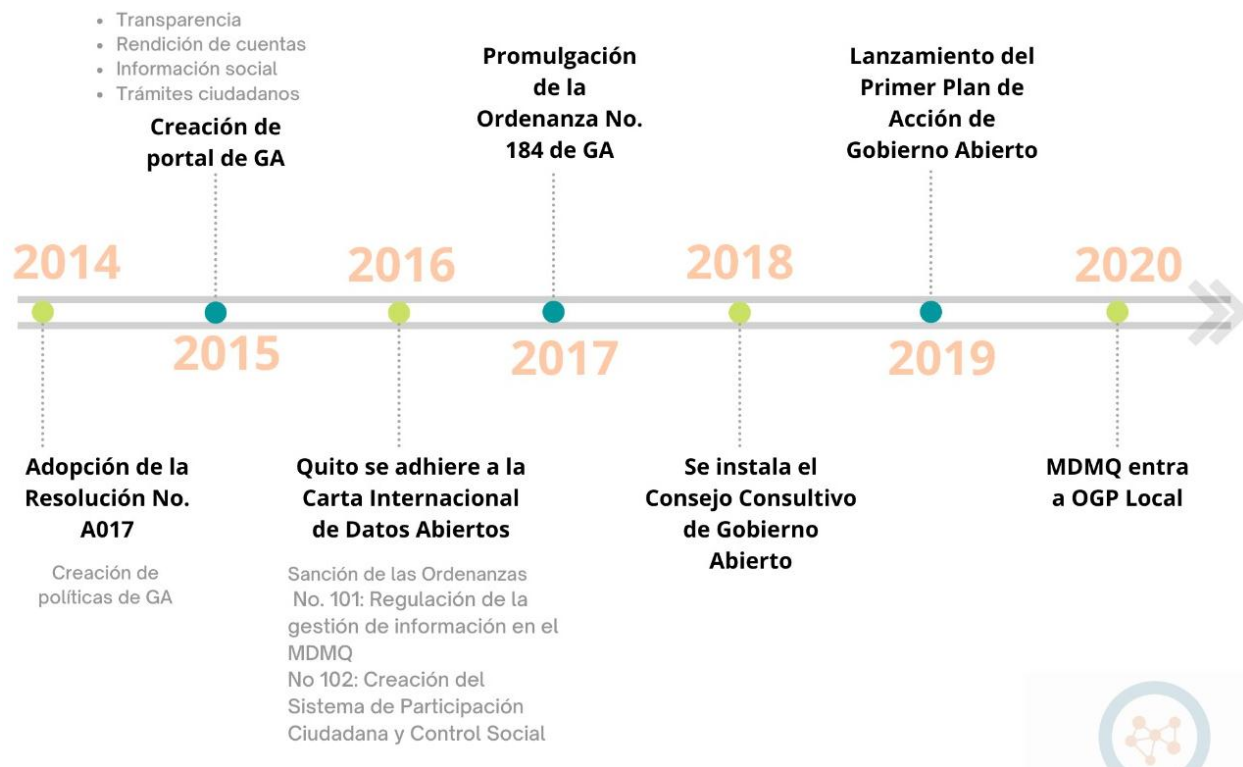 • Transparencia
• Rendición de cuentas
• Información social
• Trámites ciudadanos
Creación de
portal de GA
Promulgación
de la
Ordenanza No.
184 de GA
Lanzamiento del
Primer Plan de
Acción de
Gobierno Abierto
2014
2016
2018
2020
2015
2017
2019
Adopción de la
Resolución No.
A017
Creación de
políticas de GA
Quito se adhiere a la
Carta Internacional
de Datos Abiertos
Sanción de las Ordenanzas
No. 101: Regulación de la
gestión de información en el
MDMQ
No 102: Creación del
Sistema de Participación
Ciudadana y Control Social
Se instala el
Consejo Consultivo
de Gobierno
Abierto
MDMQ entra
a OGP Local